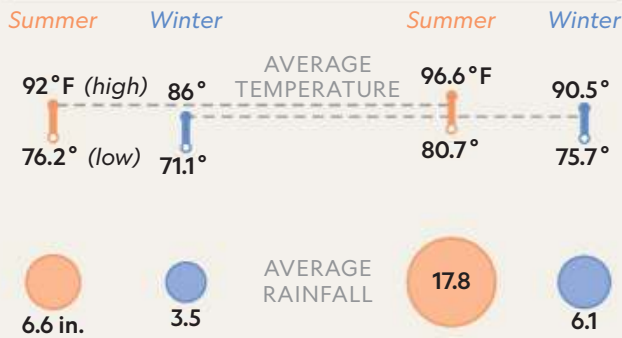 Summer Winter Summer Winter
AVERAGE
TEMPERATURE
92°F (high) 86° 96.6°F 90.5°
76.2° (low) 71.1° 80.7° 75.7°
AVERAGE
RAINFALL
6.6 in. 3.5 17.8 6.1